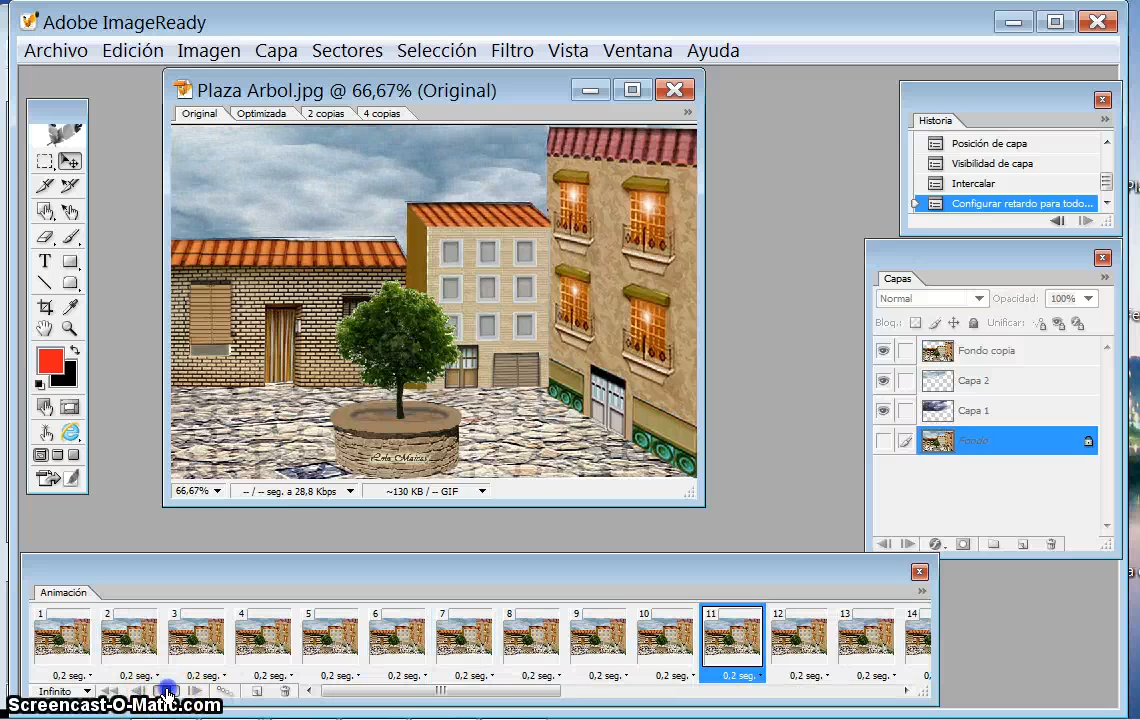 Adobe ImageReady
Archivo Edición Imagen Capa Sectores Selección Filtro Vista Ventana Ayuda
Plaza Arbol.jpg @ 66,67% (Original)
Original Optimizada 2 copias 4 copias
66,67% -- / -- seg. a 28,8 Kbps ~130 KB / -- GIF
Historia
Posición de capa
Visibilidad de capa
Intercalar
Configurar retardo para todo...
Capas
Normal Opacidad: 100%
Bloq.: Unificar:
Fondo copia
Capa 2
Capa 1
Fondo
Animación
1 2 3 4 5 6 7 8 9 10 11 12 13 14
0,2 seg. 0,2 seg. 0,2 seg. 0,2 seg. 0,2 seg. 0,2 seg. 0,2 seg. 0,2 seg. 0,2 seg. 0,2 seg. 0,2 seg. 0,2 seg. 0,2 seg. 0,2
Infinito
Screencast-O-Matic.com